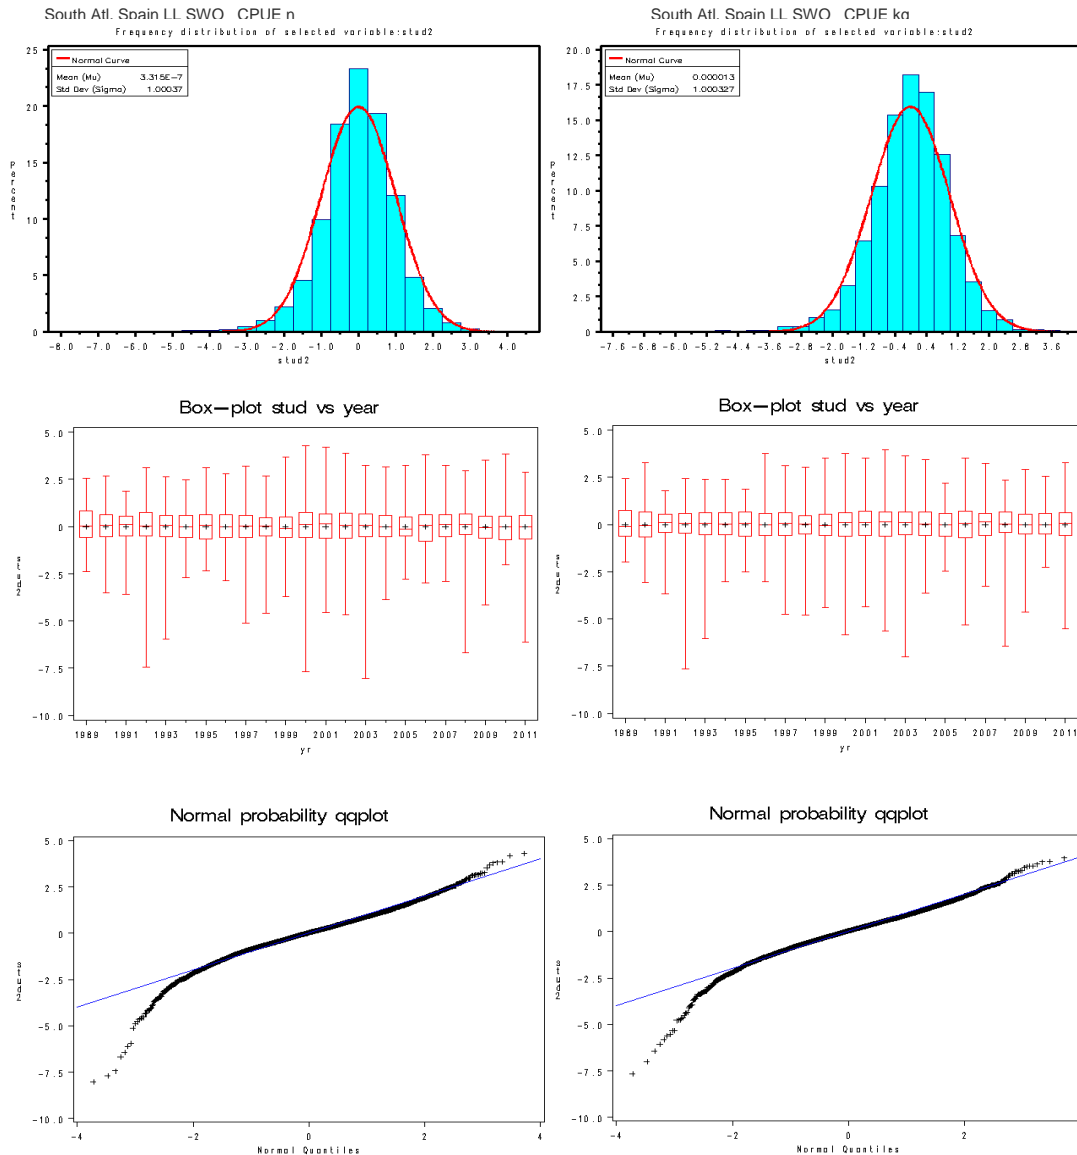 South Atl. Spain LL SWO CPUE n
Frequency distribution of selected variable:stud2
25
20
15
10
5
0
Percent
Normal Curve
Mean (Mu) 3.315E-7
Std Dev (Sigma) 1.00037
-8.0 -7.0 -6.0 -5.0 -4.0 -3.0 -2.0 -1.0 0 1.0 2.0 3.0 4.0
stud2
South Atl. Spain LL SWO CPUE kg
Frequency distribution of selected variable:stud2
20.0
17.5
15.0
12.5
10.0
7.5
5.0
2.5
0
Percent
Normal Curve
Mean (Mu) 0.000013
Std Dev (Sigma) 1.000327
-7.6 -6.8 -6.0 -5.2 -4.4 -3.6 -2.8 -2.0 -1.2 -0.4 0.4 1.2 2.0 2.8 3.6
stud2
Box-plot stud vs year
5.0
2.5
0
-2.5
-5.0
-7.5
-10.0
stud2
1989 1991 1993 1995 1997 1999 2001 2003 2005 2007 2009 2011
yr
Box-plot stud vs year
5.0
2.5
0
-2.5
-5.0
-7.5
-10.0
stud2
1989 1991 1993 1995 1997 1999 2001 2003 2005 2007 2009 2011
yr
Normal probability qqplot
5.0
2.5
0
-2.5
-5.0
-7.5
-10.0
stud2
-4 -2 0 2 4
Normal Quantiles
Normal probability qqplot
5.0
2.5
0
-2.5
-5.0
-7.5
-10.0
stud2
-4 -2 0 2
Normal Quantiles